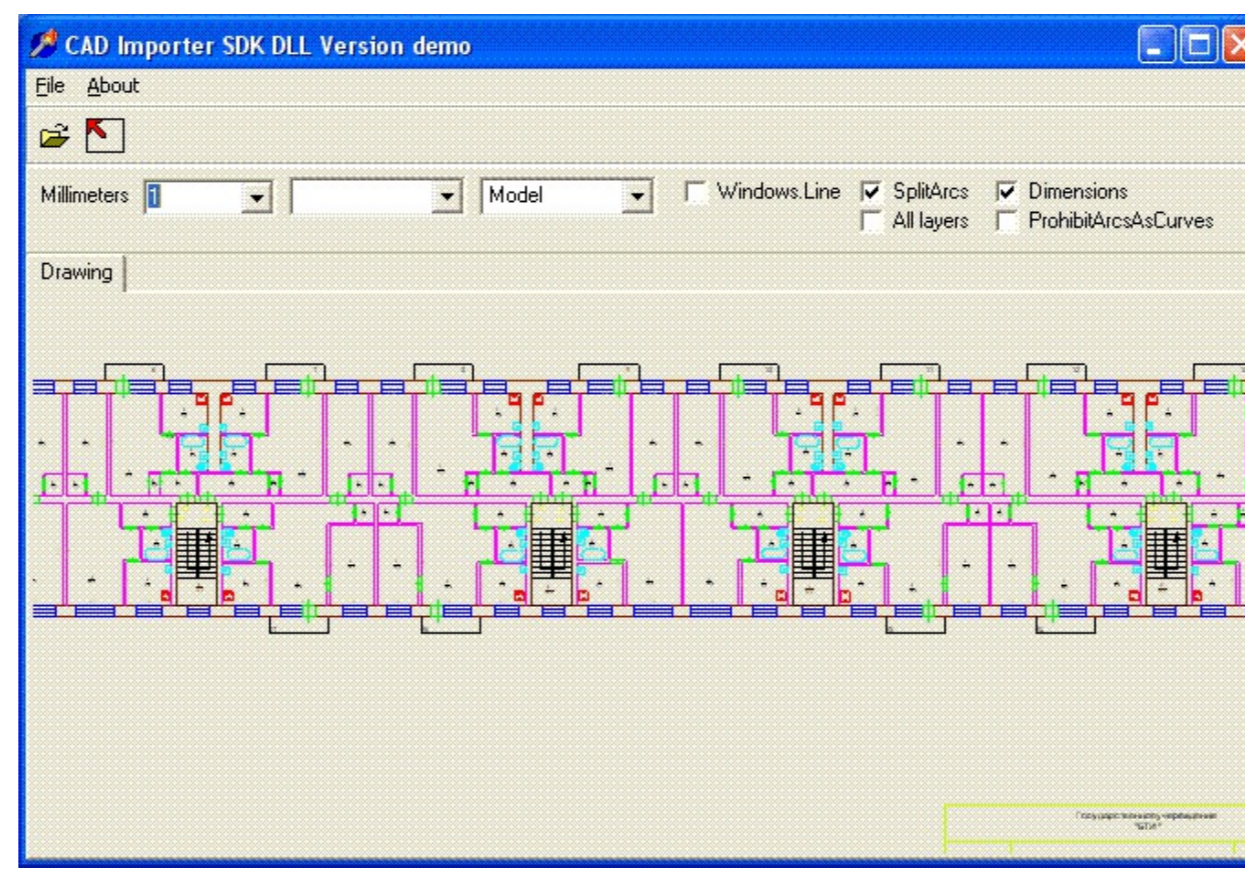 CAD Importer SDK DLL Version demo
File About
Millimeters 1 Model Windows.Line SplitArcs Dimensions
All layers ProhibitArcsAsCurves
Drawing
"БТИ"